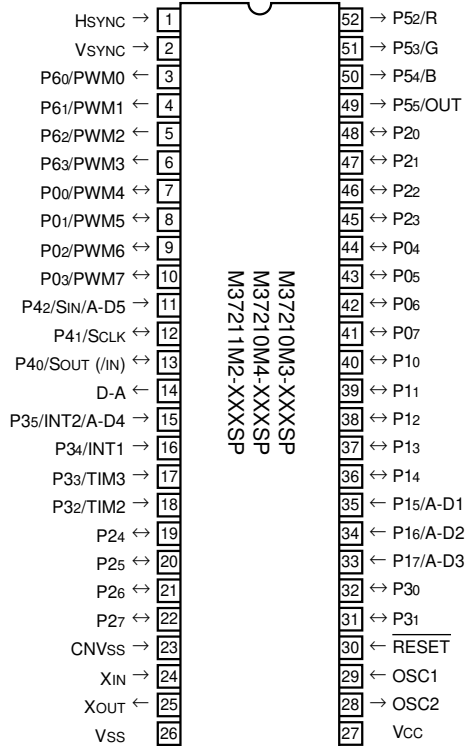 HSYNC → 1
VSYNC → 2
P60/PWM0 ← 3
P61/PWM1 ← 4
P62/PWM2 ← 5
P63/PWM3 ← 6
P00/PWM4 ↔ 7
P01/PWM5 ↔ 8
P02/PWM6 ↔ 9
P03/PWM7 ↔ 10
P42/SIN/A-D5 → 11
P41/SCLK ↔ 12
P40/SOUT (/IN) ↔ 13
D-A ← 14
P35/INT2/A-D4 → 15
P34/INT1 → 16
P33/TIM3 → 17
P32/TIM2 → 18
P24 ↔ 19
P25 ↔ 20
P26 ↔ 21
P27 ↔ 22
CNVSS → 23
XIN → 24
XOUT ← 25
VSS 26
M37210M3-XXXSP
M37210M4-XXXSP
M37211M2-XXXSP
52 → P52/R
51 → P53/G
50 → P54/B
49 → P55/OUT
48 ↔ P20
47 ↔ P21
46 ↔ P22
45 ↔ P23
44 ↔ P04
43 ↔ P05
42 ↔ P06
41 ↔ P07
40 ↔ P10
39 ↔ P11
38 ↔ P12
37 ↔ P13
36 ↔ P14
35 ← P15/A-D1
34 ← P16/A-D2
33 ← P17/A-D3
32 ↔ P30
31 ↔ P31
30 ← RESET
29 ← OSC1
28 → OSC2
27 VCC